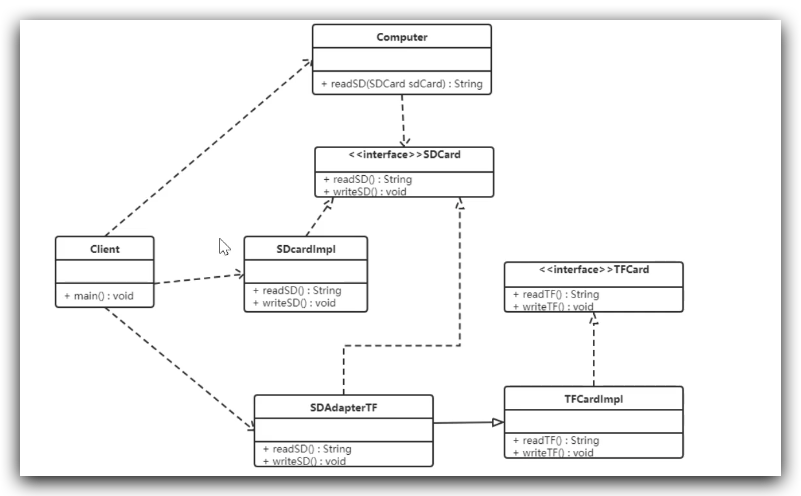 Computer
+ readSD(SDCard sdCard) : String
<<interface>>SDCard
+ readSD() : String
+ writeSD() : void
Client
+ main() : void
SDcardImpl
+ readSD() : String
+ writeSD() : void
<<interface>>TFCard
+ readTF() : String
+ writeTF() : void
SDAdapterTF
+ readSD() : String
+ writeSD() : void
TFCardImpl
+ readTF() : String
+ writeTF() : void